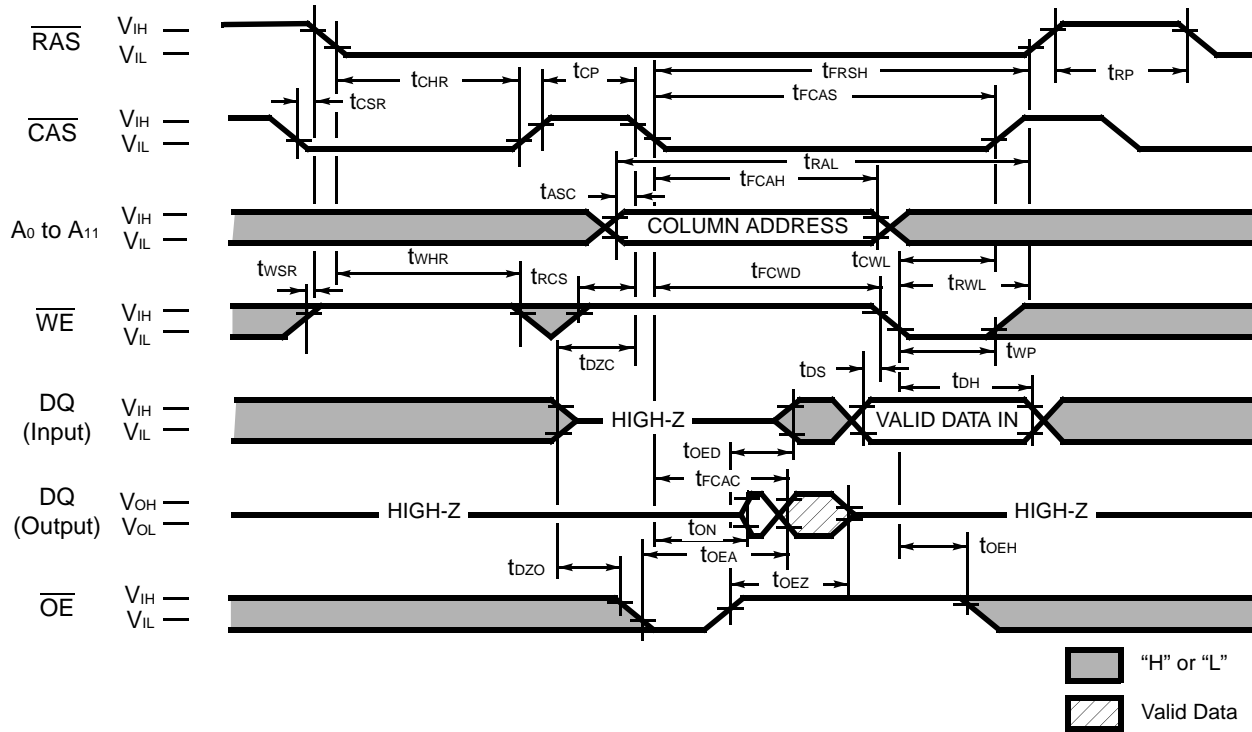 RAS VIH VIL
tCHR tCP tFRSH tRP
tCSR tFCAS
CAS VIH VIL
tRAL
tASC tFCAH
A0 to A11 VIH VIL COLUMN ADDRESS
tWSR tWHR tRCS tFCWD tCWL
tRWL
WE VIH VIL
tDZC tWP
tDS tDH
DQ (Input) VIH VIL HIGH-Z VALID DATA IN
tOED
tFCAC
DQ (Output) VOH VOL HIGH-Z HIGH-Z
tON
tOEA tOEH
tDZO tOEZ
OE VIH VIL
“H” or “L”
Valid Data